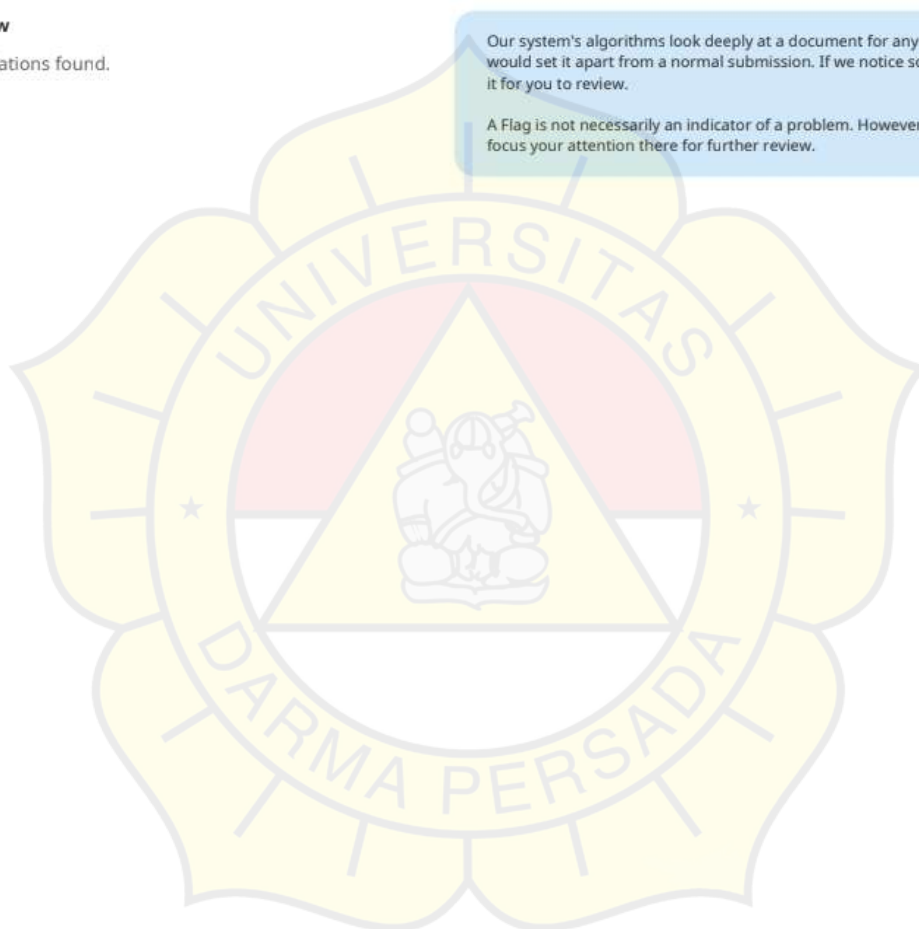 w
ations found.
Our system's algorithms look deeply at a document for any
would set it apart from a normal submission. If we notice so
it for you to review.
A Flag is not necessarily an indicator of a problem. However
focus your attention there for further review.
UNIVERSITAS
DARMA PERSADA